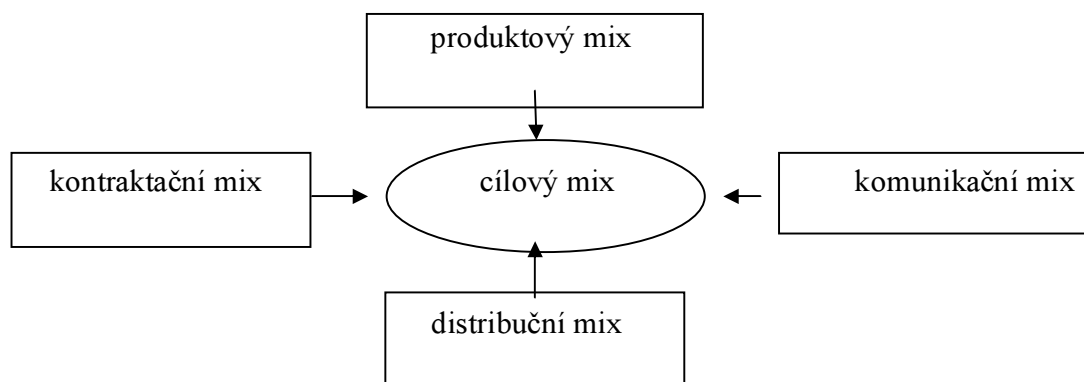 produktový mix
kontraktační mix
cílový mix
komunikační mix
distribuční mix